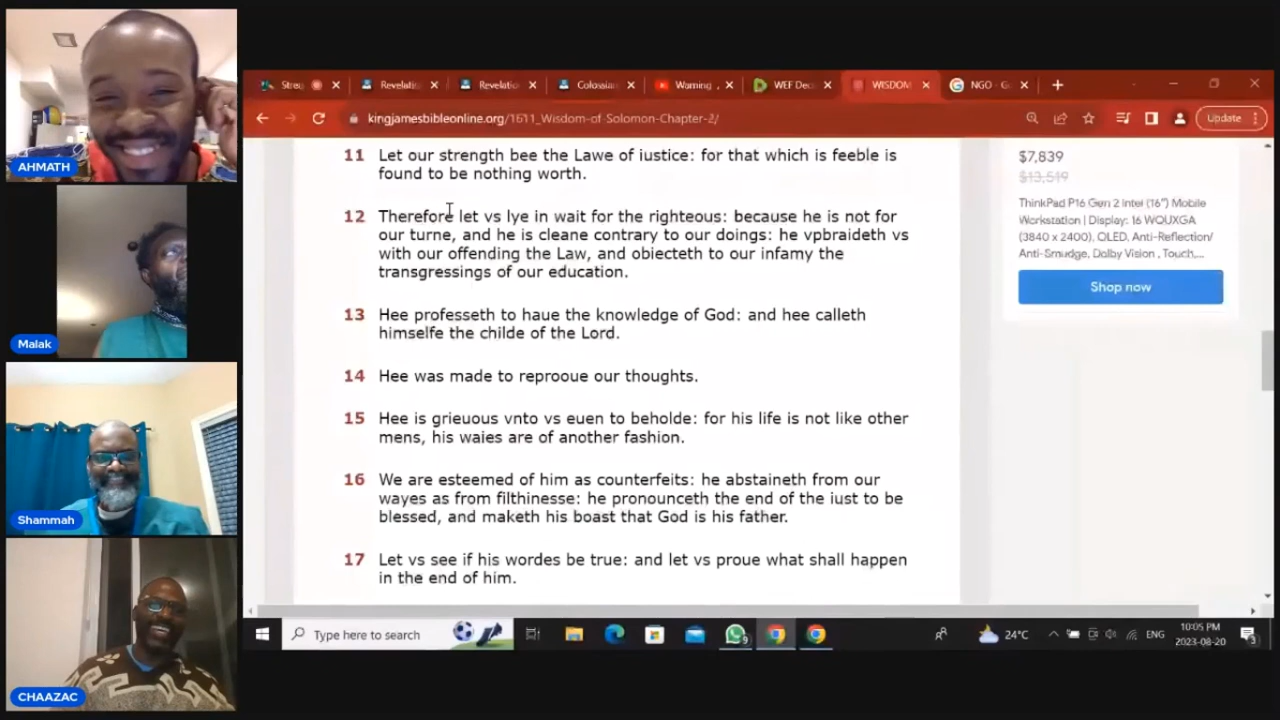 AHMATH
Malak
Shammah
CHAAZAC
Revelatio
Revelatio
Colossian
Warning ,
WEF Dec
WISDOM
NGO - Go
kingjamesbibleonline.org/1611_Wisdom-of-Solomon-Chapter-2/
Update
11 Let our strength bee the Lawe of iustice: for that which is feeble is
found to be nothing worth.
12 Therefore let vs lye in wait for the righteous: because he is not for
our turne, and he is cleane contrary to our doings: he vpbraideth vs
with our offending the Law, and obiecteth to our infamy the
transgressings of our education.
13 Hee professeth to haue the knowledge of God: and hee calleth
himselfe the childe of the Lord.
14 Hee was made to reprooue our thoughts.
15 Hee is grieuous vnto vs euen to beholde: for his life is not like other
mens, his waies are of another fashion.
16 We are esteemed of him as counterfeits: he abstaineth from our
wayes as from filthinesse: he pronounceth the end of the iust to be
blessed, and maketh his boast that God is his father.
17 Let vs see if his wordes be true: and let vs proue what shall happen
in the end of him.
$7,839
$13,519
ThinkPad P16 Gen 2 Intel (16") Mobile
Workstation | Display: 16 WQUXGA
(3840 x 2400), OLED, Anti-Reflection/
Anti-Smudge, Dolby Vision , Touch,...
Shop now
Type here to search
9
24°C
ENG
10:05 PM
2023-08-20
3